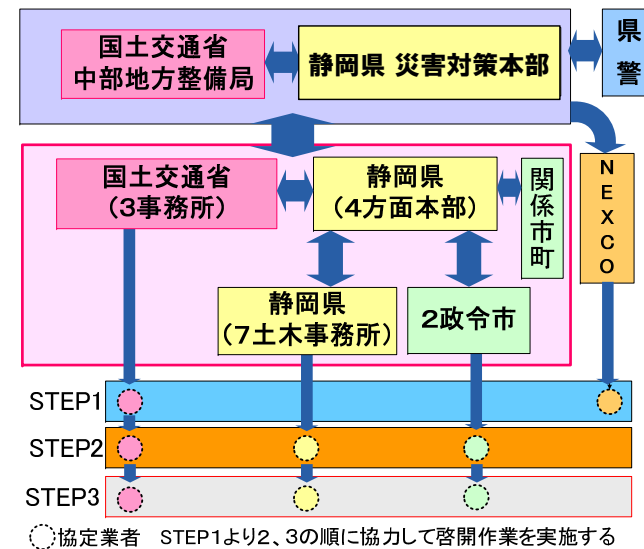 国土交通省
中部地方整備局
静岡県 災害対策本部
県
警
国土交通省
(3事務所)
静岡県
(4方面本部)
関係市町
NEXCO
静岡県
(7土木事務所)
2政令市
STEP1
STEP2
STEP3
協定業者 STEP1より2、3の順に協力して啓開作業を実施する